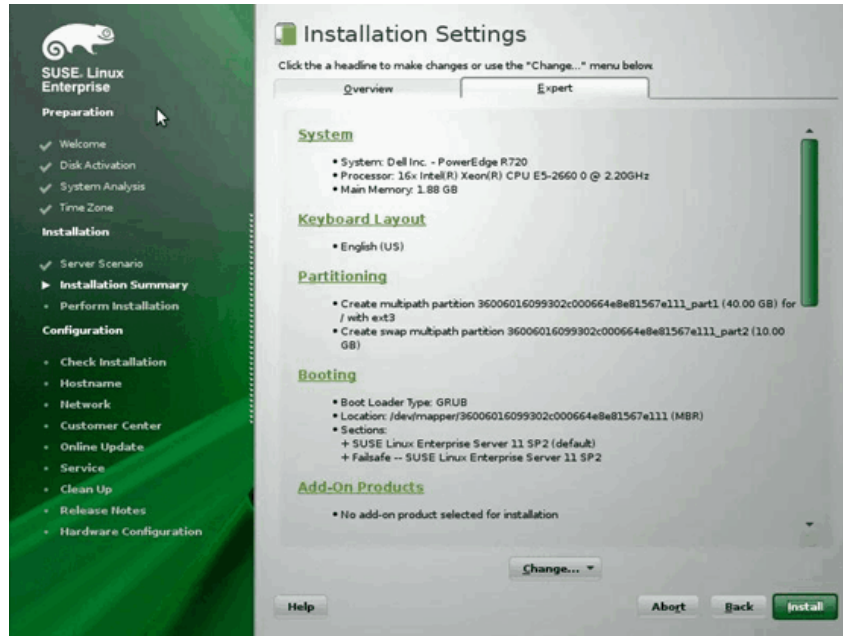 SUSE. Linux
Enterprise
Preparation
Welcome
Disk Activation
System Analysis
Time Zone
Installation
Server Scenario
Installation Summary
Perform Installation
Configuration
Check Installation
Hostname
Network
Customer Center
Online Update
Service
Clean Up
Release Notes
Hardware Configuration
Installation Settings
Click the a headline to make changes or use the "Change..." menu below.
Overview
Expert
System
• System: Dell Inc. - PowerEdge R720
• Processor: 16x Intel(R) Xeon(R) CPU E5-2660 0 @ 2.20GHz
• Main Memory: 1.88 GB
Keyboard Layout
• English (US)
Partitioning
• Create multipath partition 36006016099302c000664e8e81567e111_part1 (40.00 GB) for
/ with ext3
• Create swap multipath partition 36006016099302c000664e8e81567e111_part2 (10.00
GB)
Booting
• Boot Loader Type: GRUB
• Location: /dev/mapper/36006016099302c000664e8e81567e111 (MBR)
• Sections:
+ SUSE Linux Enterprise Server 11 SP2 (default)
+ Failsafe -- SUSE Linux Enterprise Server 11 SP2
Add-On Products
• No add-on product selected for installation
Change...
Help
Abort
Back
Install